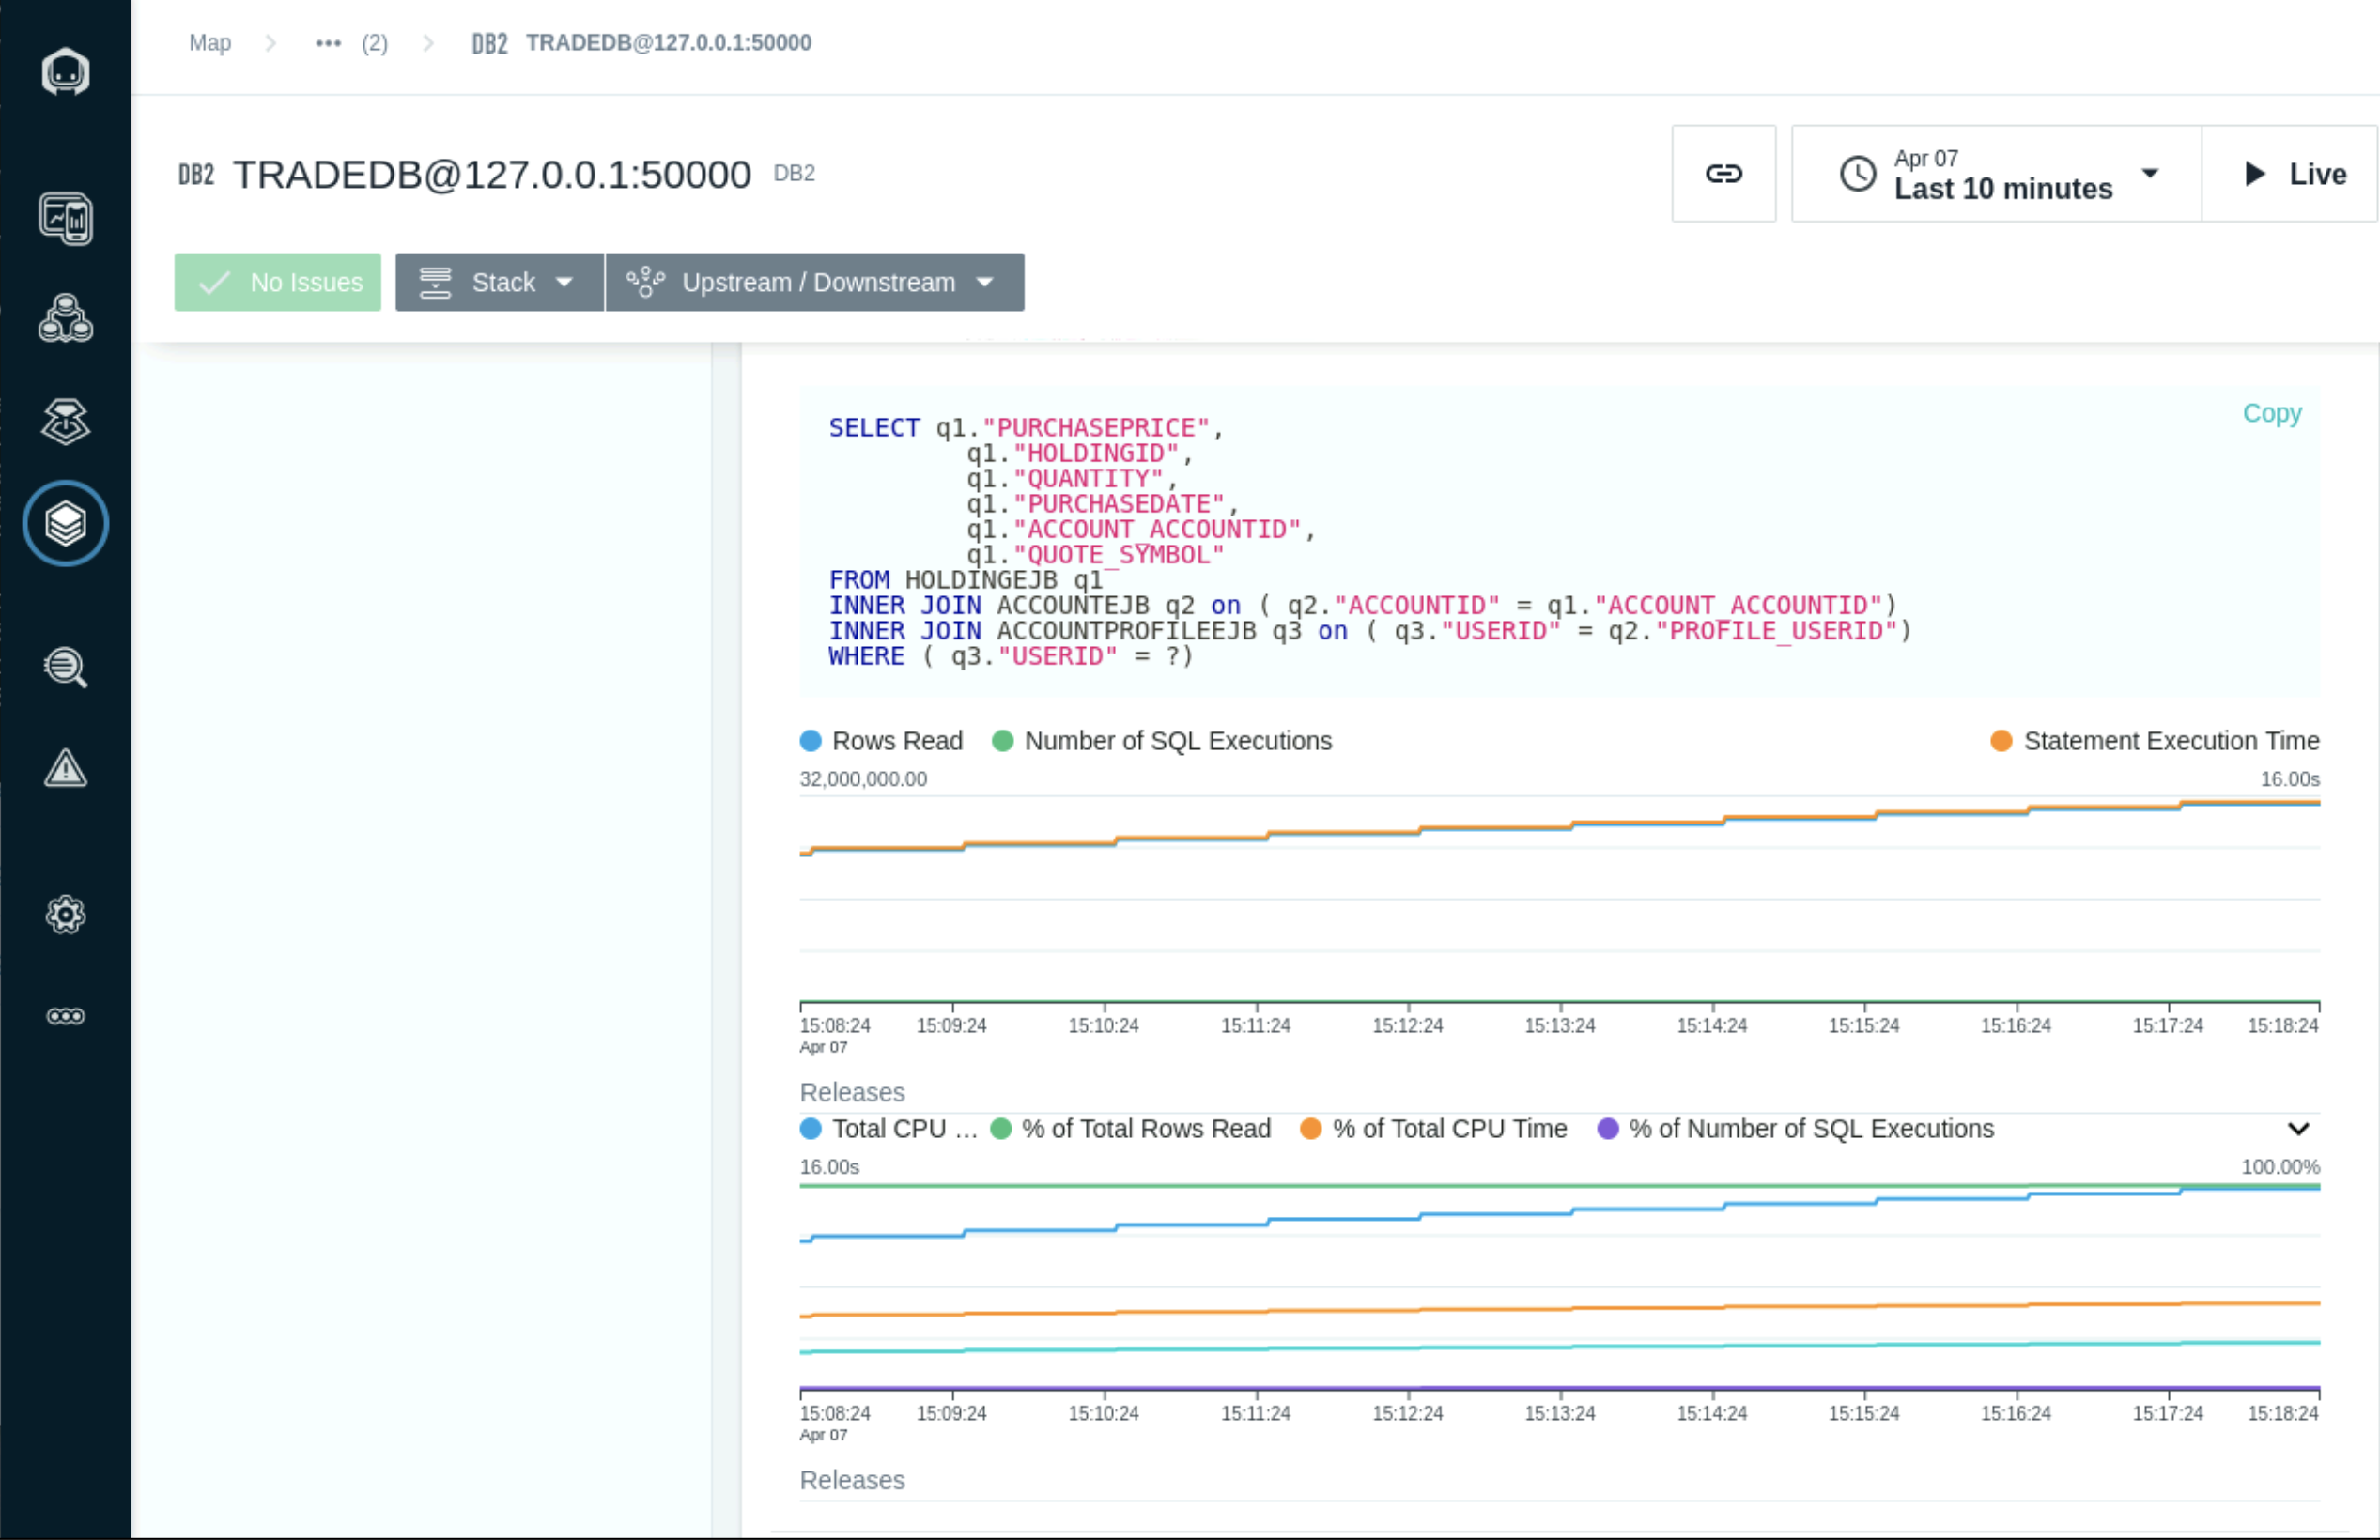 Map > ••• (2) > DB2 TRADEDB@127.0.0.1:50000
DB2 TRADEDB@127.0.0.1:50000 DB2
Apr 07
Last 10 minutes
Live
No Issues
Stack
Upstream / Downstream
Copy
SELECT q1."PURCHASEPRICE",
q1."HOLDINGID",
q1."QUANTITY",
q1."PURCHASEDATE",
q1."ACCOUNT_ACCOUNTID",
q1."QUOTE_SYMBOL"
FROM HOLDINGEJB q1
INNER JOIN ACCOUNTEJB q2 on ( q2."ACCOUNTID" = q1."ACCOUNT_ACCOUNTID")
INNER JOIN ACCOUNTPROFILEEJB q3 on ( q3."USERID" = q2."PROFILE_USERID")
WHERE ( q3."USERID" = ?)
Rows Read Number of SQL Executions Statement Execution Time
32,000,000.00 16.00s
15:08:24 15:09:24 15:10:24 15:11:24 15:12:24 15:13:24 15:14:24 15:15:24 15:16:24 15:17:24 15:18:24
Apr 07
Releases
Total CPU ... % of Total Rows Read % of Total CPU Time % of Number of SQL Executions
16.00s 100.00%
15:08:24 15:09:24 15:10:24 15:11:24 15:12:24 15:13:24 15:14:24 15:15:24 15:16:24 15:17:24 15:18:24
Apr 07
Releases